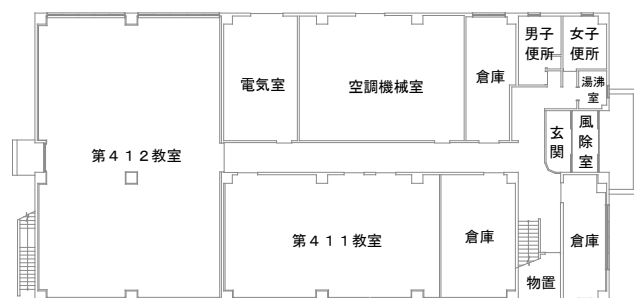 男子
便所
女子
便所
電気室
空調機械室
倉庫
湯沸
室
玄
関
風
除
室
第412教室
第411教室
倉庫
倉庫
物置